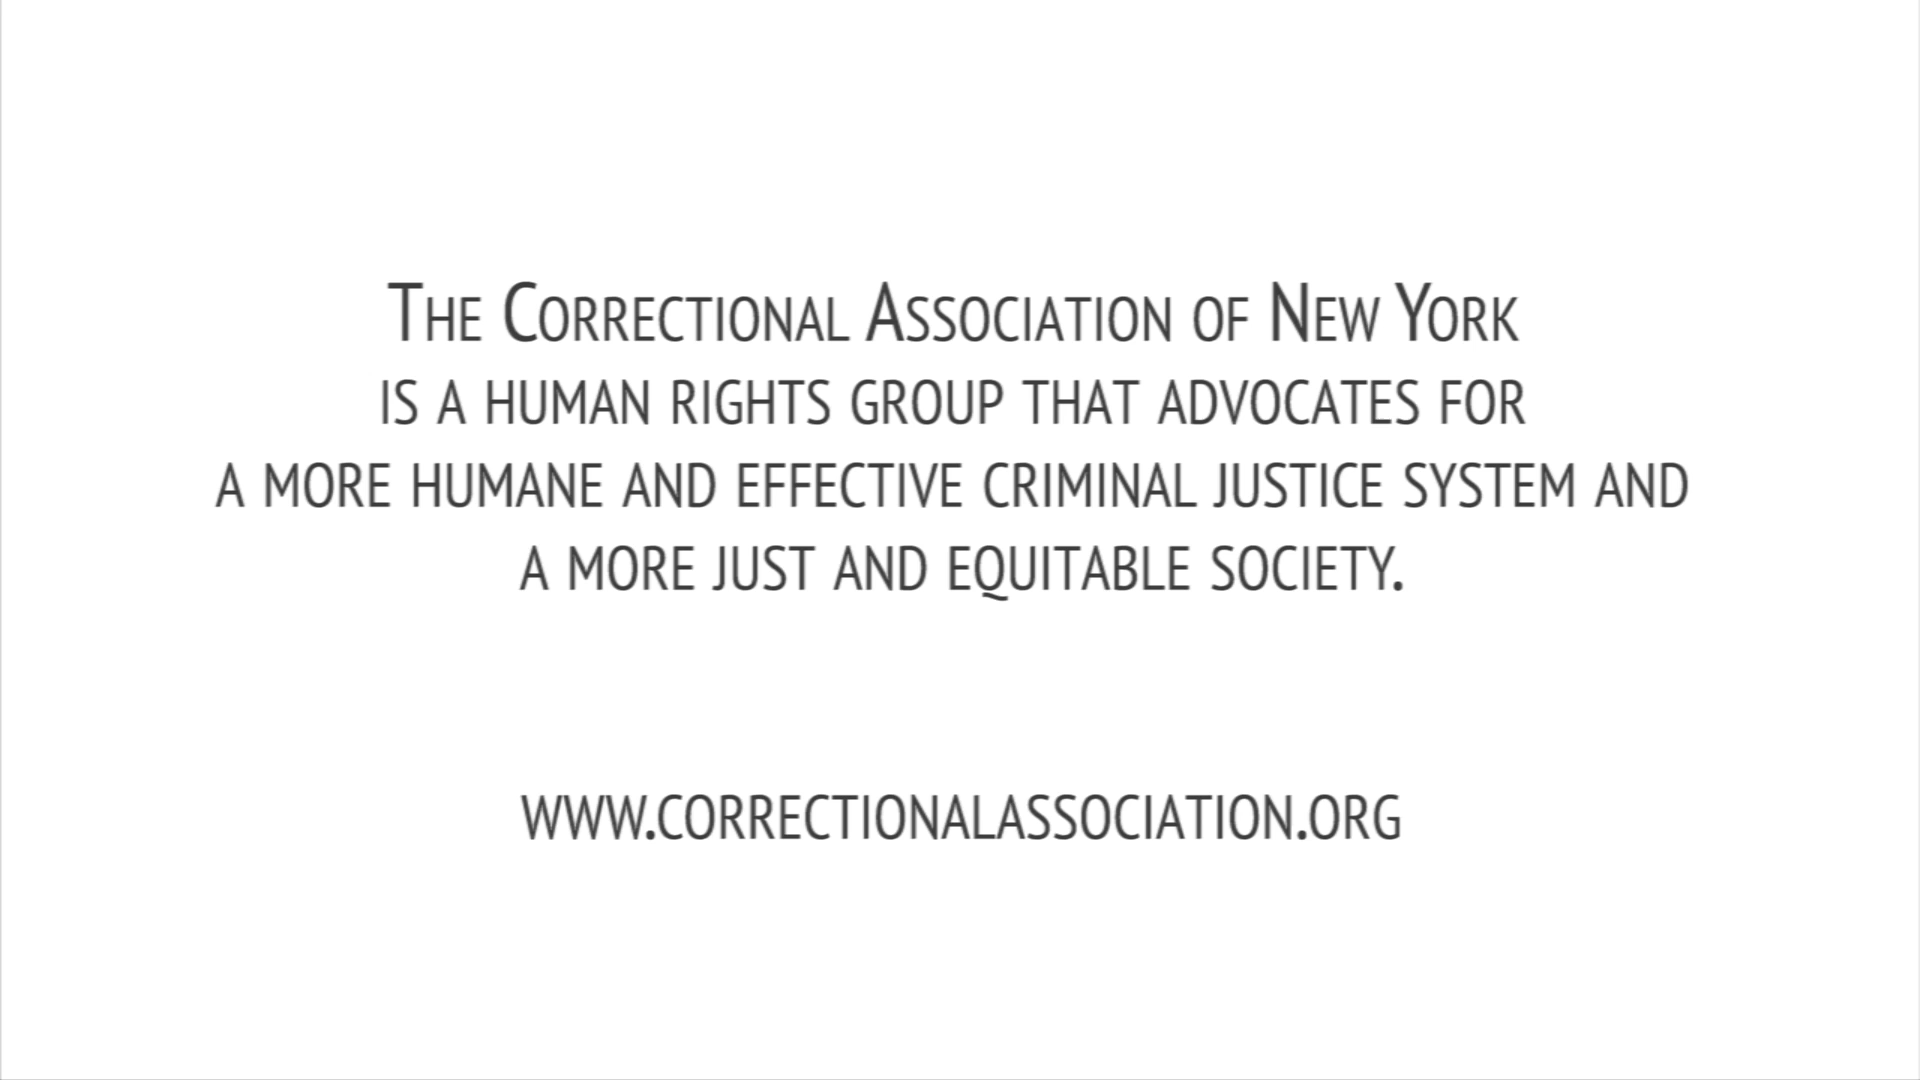 The Correctional Association of New York
is a human rights group that advocates for
a more humane and effective criminal justice system and
a more just and equitable society.
www.correctionalassociation.org